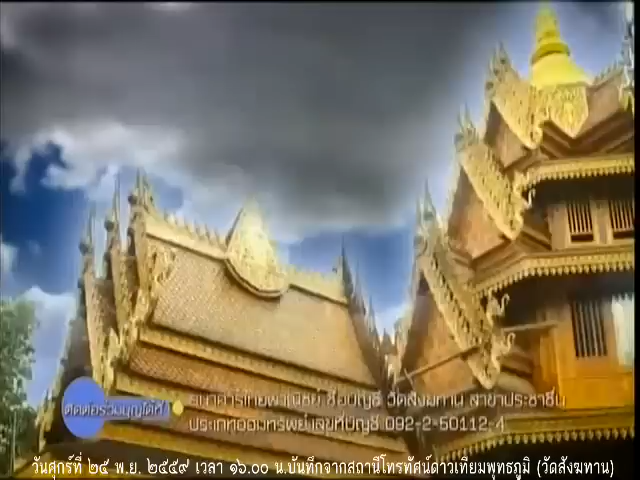 ติดต่อร่วมบุญได้ที่
ธนาคารไทยพาณิชย์ ชื่อบัญชี วัดสังฆทาน สาขาประชาชื่น
ประเภทออมทรัพย์ เลขที่บัญชี 092-2-50112-4
วันศุกร์ที่ ๒๕ พ.ย. ๒๕๕๙ เวลา ๑๖.๐๐ น.บันทึกจากสถานีโทรทัศน์ดาวเทียมพุทธภูมิ (วัดสังฆทาน)